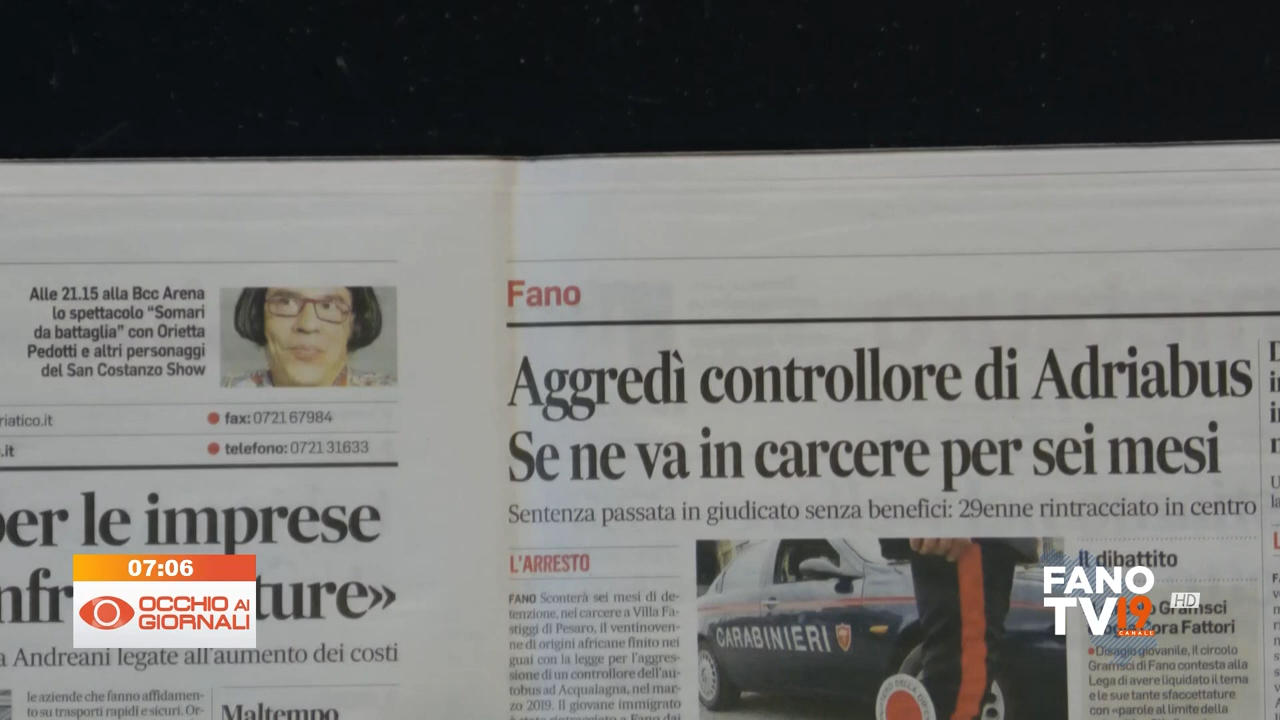 Alle 21.15 alla Bcc Arena
lo spettacolo "Somari
da battaglia" con Orietta
Pedotti e altri personaggi
del San Costanzo Show
riatico.it
fax: 0721 67984
.it
telefono: 0721 31633
per le imprese
ture»
Andreani legate all'aumento dei costi
le aziende che fanno affidamen-
to su trasporti rapidi e sicuri. Or-
Maltempo
Fano
Aggredì controllore di Adriabus
Se ne va in carcere per sei mesi
Sentenza passata in giudicato senza benefici: 29enne rintracciato in centro
L'ARRESTO
FANO Sconterà sei mesi di de-
tenzione, nel carcere a Villa Fa-
stiggi di Pesaro, il ventinoven-
ne di origini africane finito nei
guai con la legge per l'aggres-
sione di un controllore dell'au-
tobus ad Acqualagna, nel mar-
zo 2019. Il giovane immigrato
CARABINIERI
Il dibattito
Gramsci
Cora Fattori
Disagio giovanile, il circolo
Gramsci di Fano contesta alla
Lega di avere liquidato il tema
e le sue tante sfaccettature
con «parole al limite della
07:06
OCCHIO AI
GIORNALI
FANO
TV19 HD
CANALE